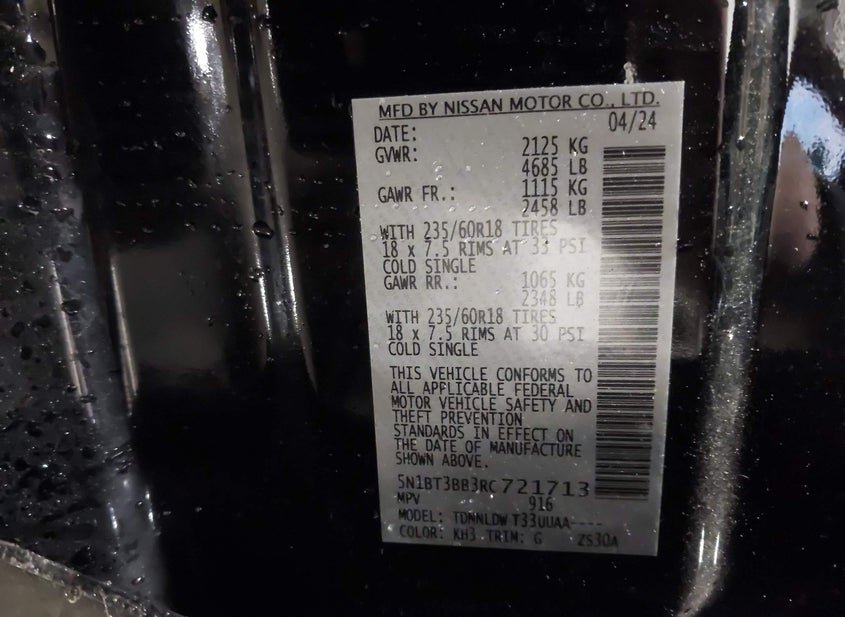 MFD BY NISSAN MOTOR CO., LTD.
DATE: 04/24
GVWR: 2125 KG
4685 LB
GAWR FR.: 1115 KG
2458 LB
WITH 235/60R18 TIRES
18 x 7.5 RIMS AT 33 PSI
COLD SINGLE
GAWR RR.: 1065 KG
2348 LB
WITH 235/60R18 TIRES
18 x 7.5 RIMS AT 30 PSI
COLD SINGLE
THIS VEHICLE CONFORMS TO
ALL APPLICABLE FEDERAL
MOTOR VEHICLE SAFETY AND
THEFT PREVENTION
STANDARDS IN EFFECT ON
THE DATE OF MANUFACTURE
SHOWN ABOVE.
5N1BT3BB3RC721713
MPV 916
MODEL: TDNNLDW T33UUAA----
COLOR: KH3 TRIM: G ZS30A